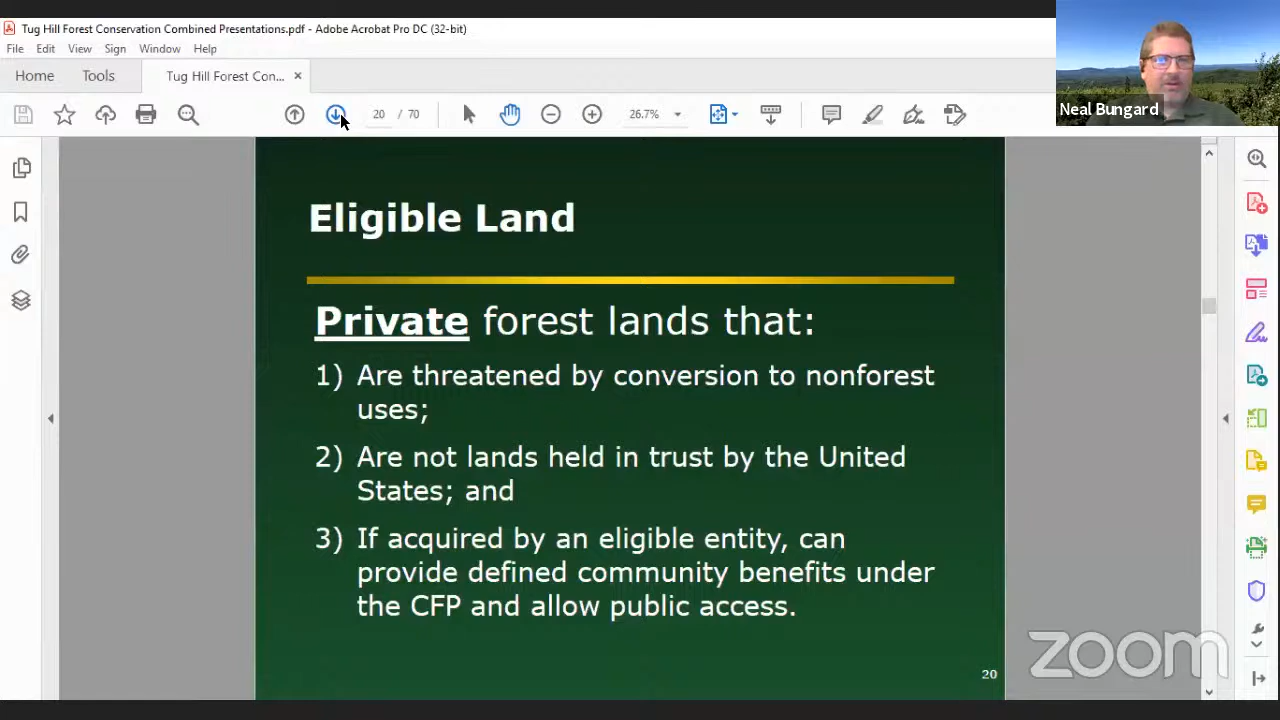 Tug Hill Forest Conservation Combined Presentations.pdf - Adobe Acrobat Pro DC (32-bit)
File Edit View Sign Window Help
Home Tools Tug Hill Forest Con... ×
20 / 70 26.7%
Neal Bungard
Eligible Land
Private forest lands that:
1) Are threatened by conversion to nonforest
uses;
2) Are not lands held in trust by the United
States; and
3) If acquired by an eligible entity, can
provide defined community benefits under
the CFP and allow public access.
20
zoom